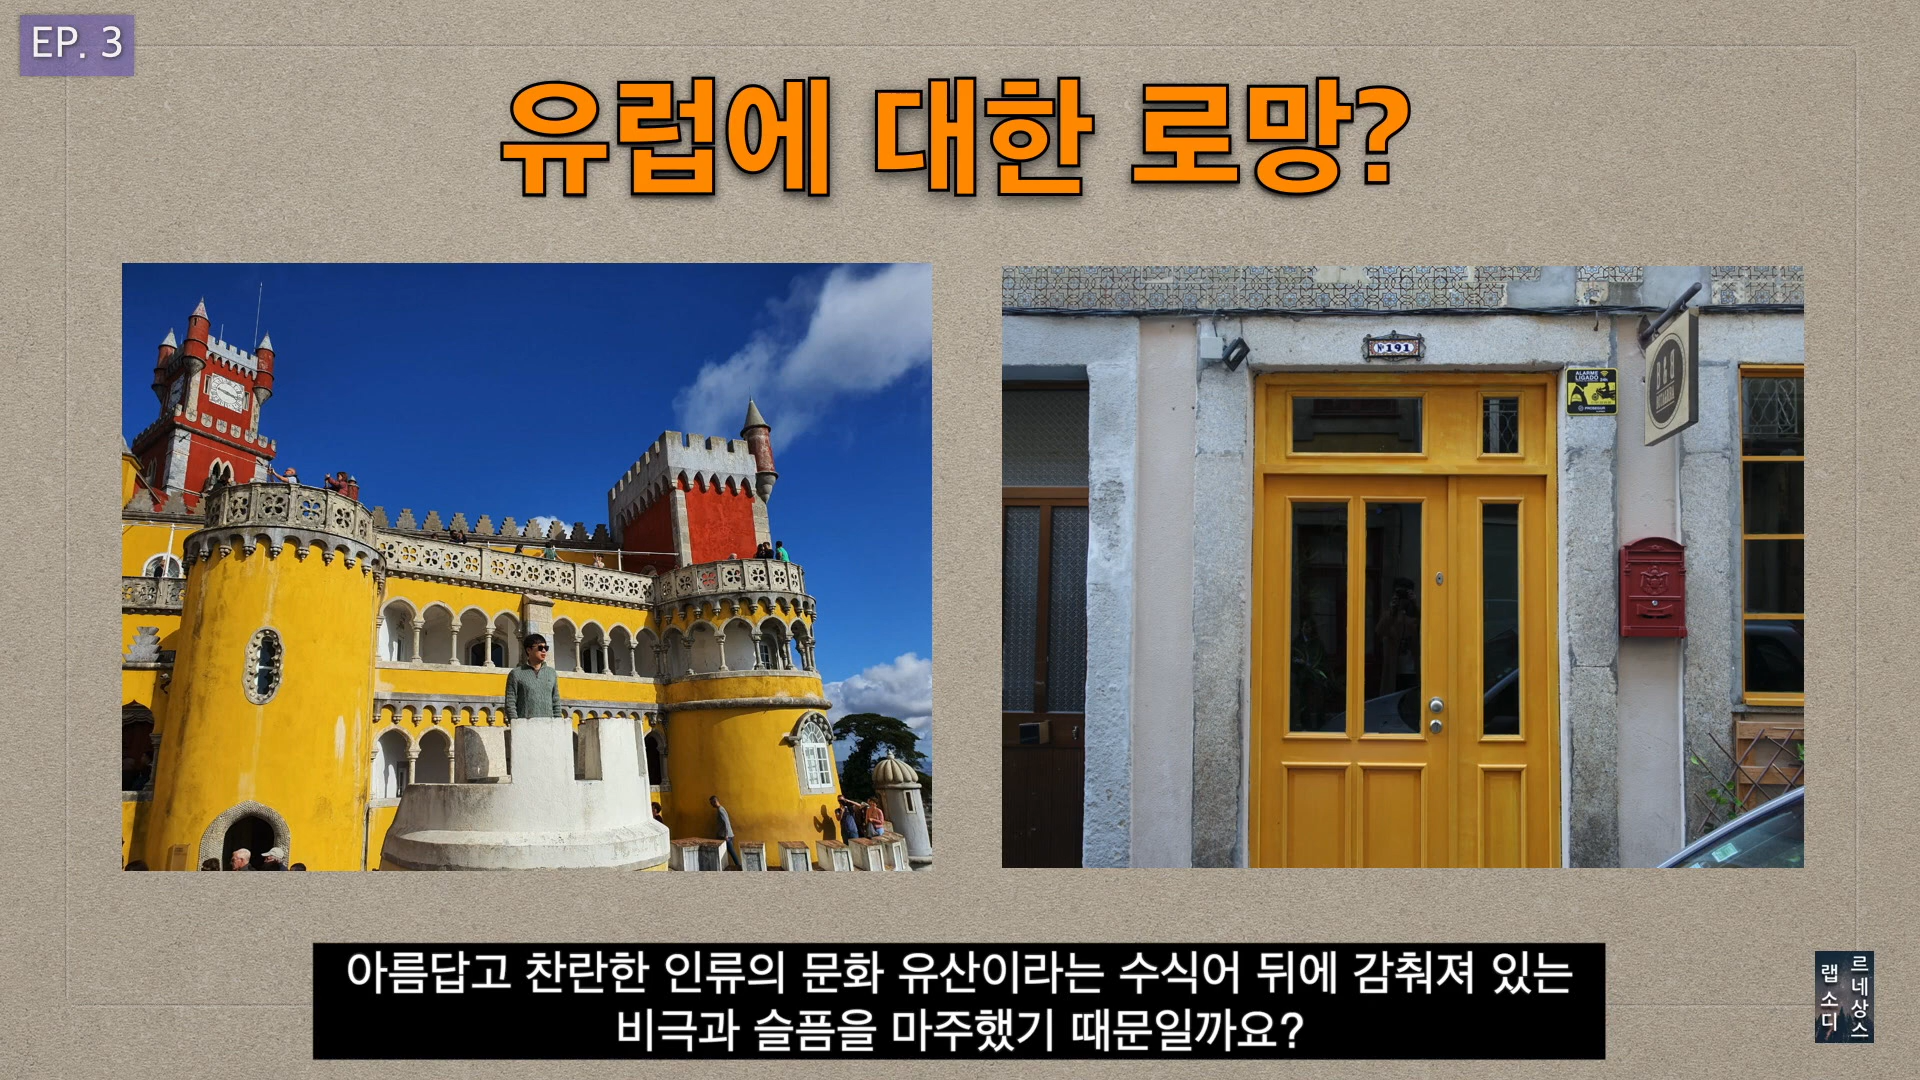 EP. 3
유럽에 대한 로망?
Nº191
ALARME
LIGADO
PROSEGUR
아름답고 찬란한 인류의 문화 유산이라는 수식어 뒤에 감춰져 있는
비극과 슬픔을 마주했기 때문일까요?
르네상스
랩소디